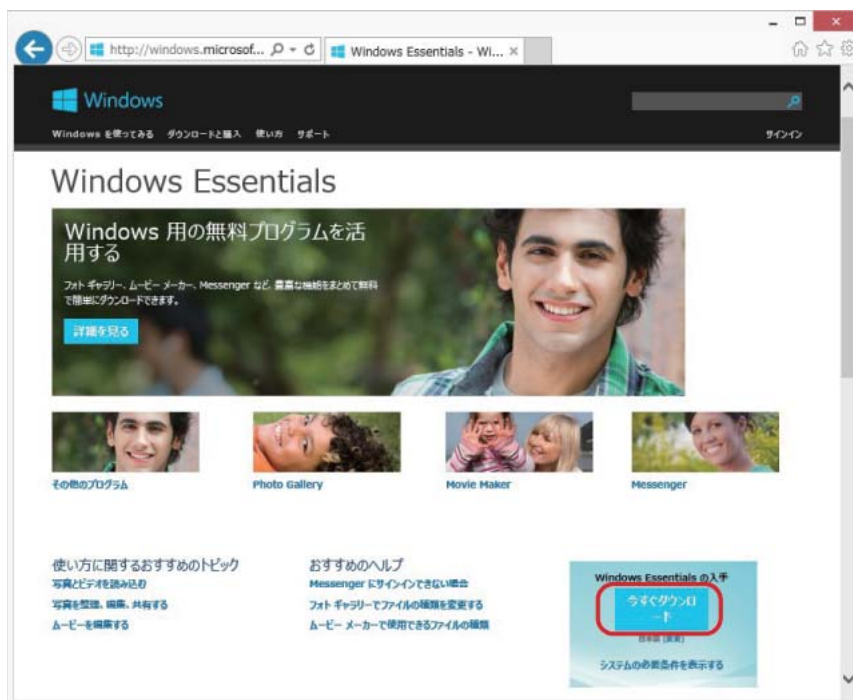 http://windows.microsof...
Windows Essentials - Wi...
Windows
Windows を使ってみる ダウンロードと購入 使い方 サポート
サインイン
Windows Essentials
Windows 用の無料プログラムを活
用する
フォト ギャラリー、ムービー メーカー、Messenger など、豊富な機能をまとめて無料
で簡単にダウンロードできます。
詳細を見る
その他のプログラム
Photo Gallery
Movie Maker
Messenger
使い方に関するおすすめのトピック
写真とビデオを読み込む
写真を整理、編集、共有する
ムービーを編集する
おすすめのヘルプ
Messenger にサインインできない場合
フォト ギャラリーでファイルの種類を変更する
ムービー メーカーで使用できるファイルの種類
Windows Essentials の入手
今すぐダウンロ
ード
日本語 [変更]
システムの必要条件を表示する